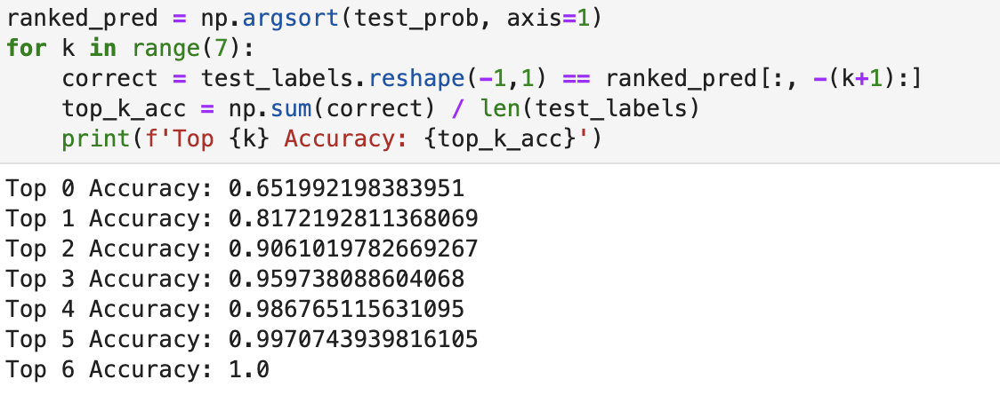 ranked_pred = np.argsort(test_prob, axis=1)
for k in range(7):
    correct = test_labels.reshape(-1,1) == ranked_pred[:, -(k+1):]
    top_k_acc = np.sum(correct) / len(test_labels)
    print(f'Top {k} Accuracy: {top_k_acc}')
Top 0 Accuracy: 0.651992198383951
Top 1 Accuracy: 0.8172192811368069
Top 2 Accuracy: 0.9061019782669267
Top 3 Accuracy: 0.959738088604068
Top 4 Accuracy: 0.986765115631095
Top 5 Accuracy: 0.9970743939816105
Top 6 Accuracy: 1.0